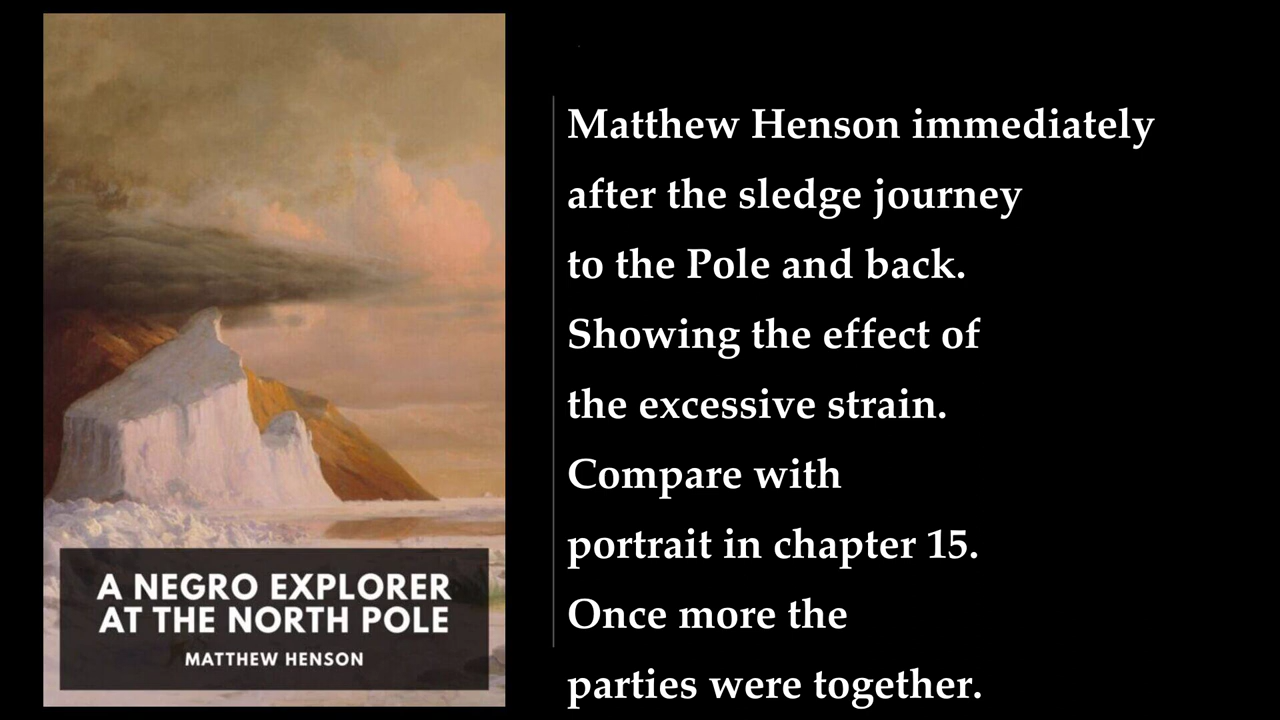 A NEGRO EXPLORER
AT THE NORTH POLE
MATTHEW HENSON
Matthew Henson immediately
after the sledge journey
to the Pole and back.
Showing the effect of
the excessive strain.
Compare with
portrait in chapter 15.
Once more the
parties were together.